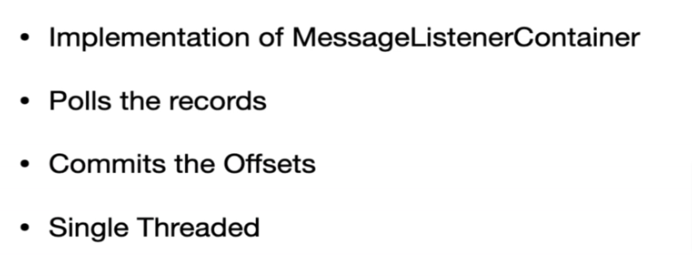 • Implementation of MessageListenerContainer
• Polls the records
• Commits the Offsets
• Single Threaded